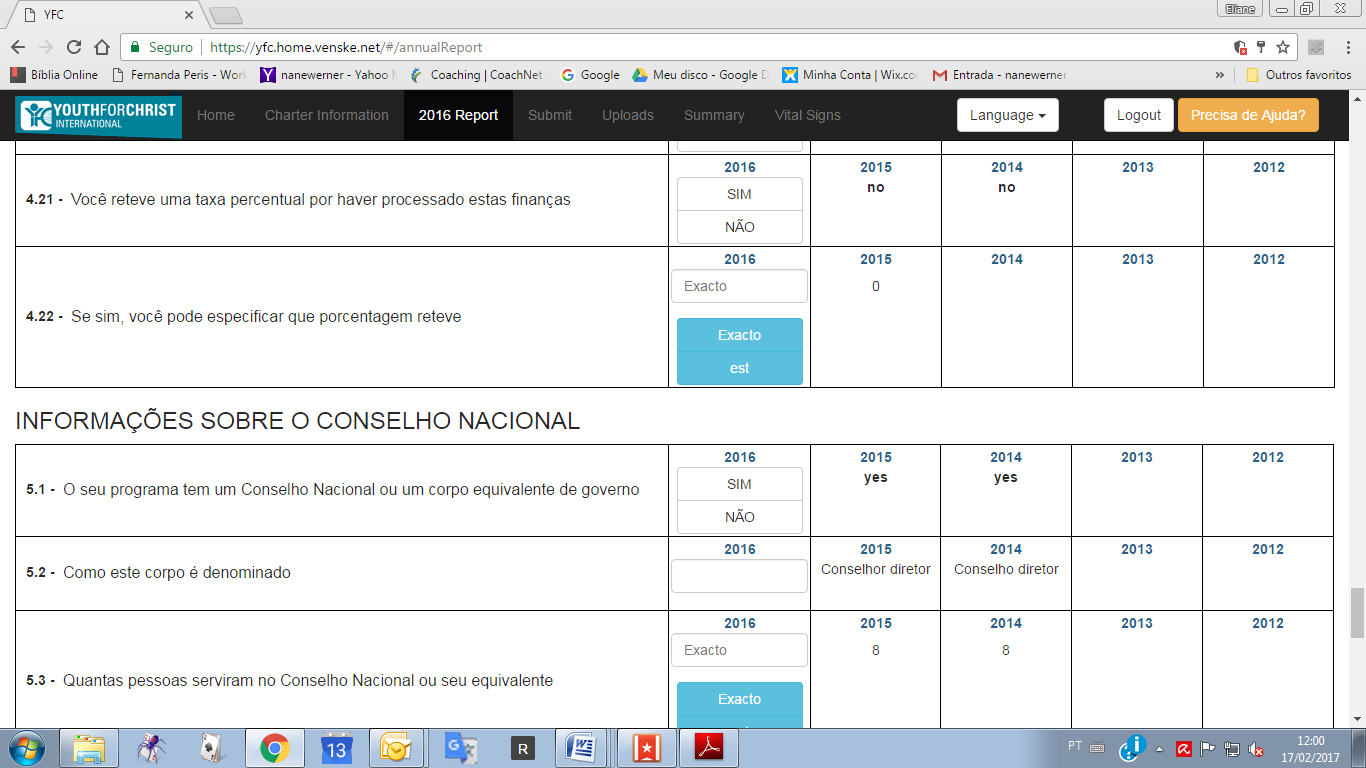 YFC
Eliane
Seguro https://yfc.home.venske.net/#/annualReport
Bíblia Online Fernanda Peris - Work nanewerner - Yahoo M Coaching | CoachNet Google Meu disco - Google D Minha Conta | Wix.co Entrada - nanewerner » Outros favoritos
YOUTHFORCHRIST
INTERNATIONAL
Home Charter Information 2016 Report Submit Uploads Summary Vital Signs Language Logout Precisa de Ajuda?
2016 2015 2014 2013 2012
no no
4.21 - Você reteve uma taxa percentual por haver processado estas finanças
SIM
NÃO
2016 2015 2014 2013 2012
Exacto 0
4.22 - Se sim, você pode especificar que porcentagem reteve
Exacto
est
INFORMAÇÕES SOBRE O CONSELHO NACIONAL
2016 2015 2014 2013 2012
yes yes
5.1 - O seu programa tem um Conselho Nacional ou um corpo equivalente de governo
SIM
NÃO
2016 2015 2014 2013 2012
Conselhor diretor Conselho diretor
5.2 - Como este corpo é denominado
2016 2015 2014 2013 2012
Exacto 8 8
5.3 - Quantas pessoas serviram no Conselho Nacional ou seu equivalente
Exacto
13 R PT 12:00
17/02/2017